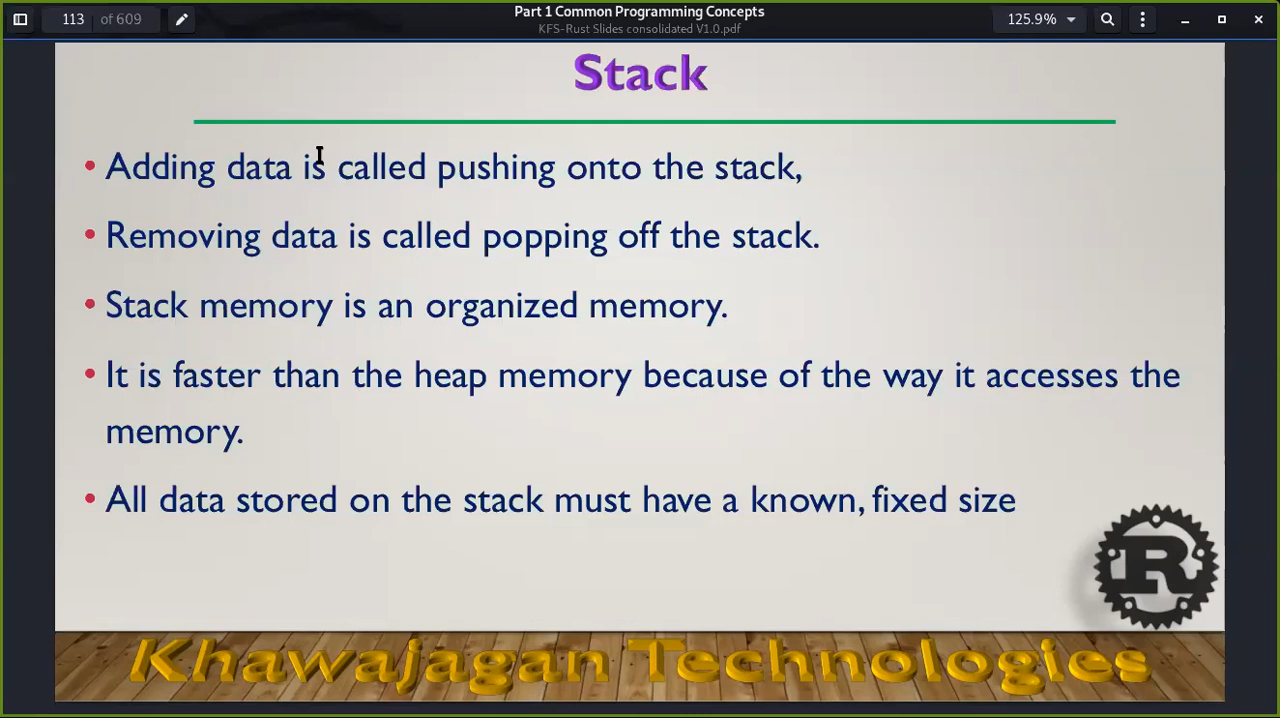 113 of 609
Part 1 Common Programming Concepts
KFS-Rust Slides consolidated V1.0.pdf
125.9%
Stack
• Adding data is called pushing onto the stack,
• Removing data is called popping off the stack.
• Stack memory is an organized memory.
• It is faster than the heap memory because of the way it accesses the
memory.
• All data stored on the stack must have a known, fixed size
R
Khawajagan Technologies